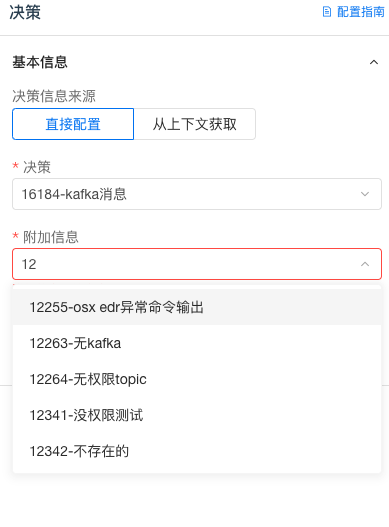 决策
配置指南
基本信息
决策信息来源
直接配置
从上下文获取
* 决策
16184-kafka消息
* 附加信息
12
12255-osx edr异常命令输出
12263-无kafka
12264-无权限topic
12341-没权限测试
12342-不存在的